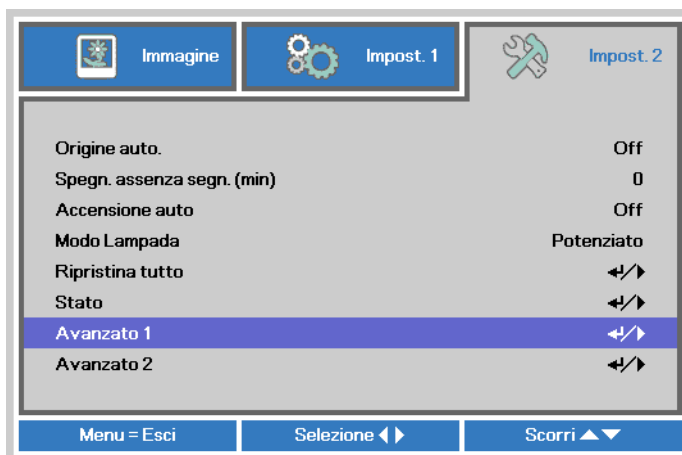 Immagine
Impost. 1
Impost. 2
Origine auto. Off
Spegn. assenza segn. (min) 0
Accensione auto Off
Modo Lampada Potenziato
Ripristina tutto
Stato
Avanzato 1
Avanzato 2
Menu = Esci
Selezione
Scorri